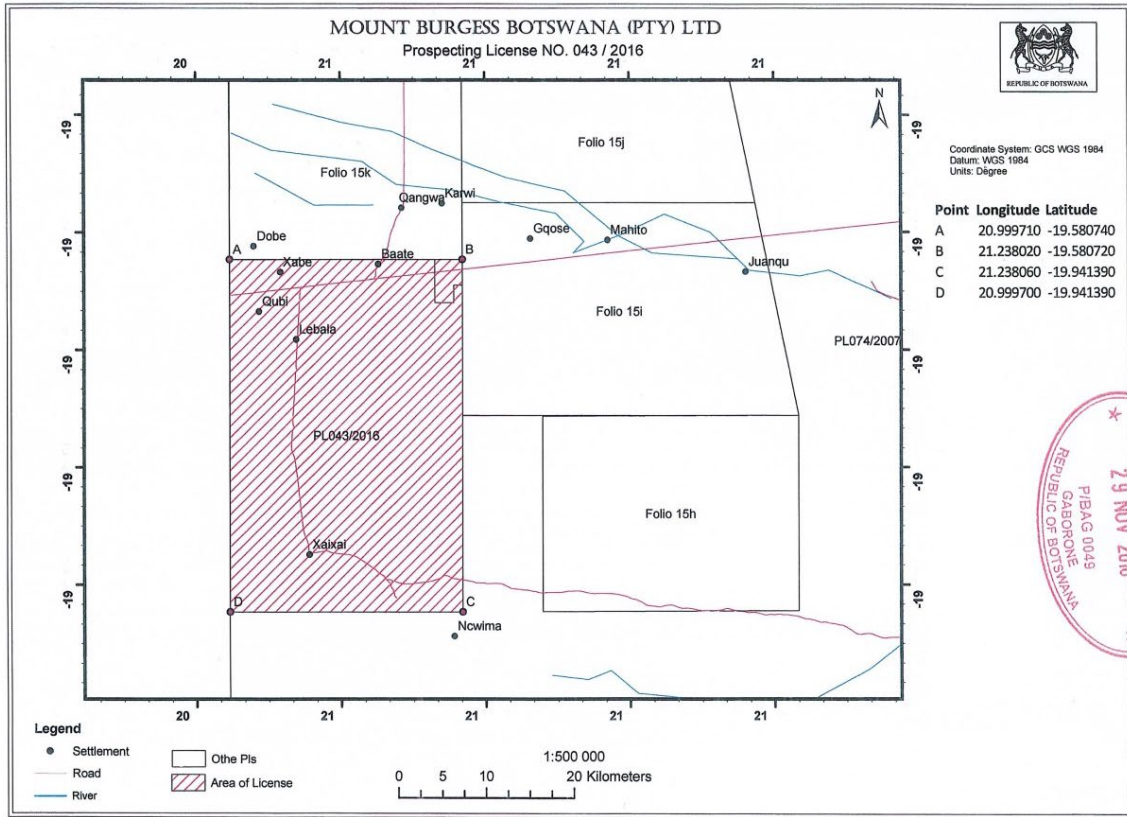 MOUNT BURGESS BOTSWANA (PTY) LTD
Prospecting License NO. 043 / 2016
REPUBLIC OF BOTSWANA
20 21 21 21
N
-19
-19
-19
-19
-19
-19
-19
-19
-19
-19
Folio 15j
Folio 15k
Qangwa
Karwi
Dobe
Gqose
Mahito
A
B
Xabe
Baate
Juanqu
Qubi
Folio 15i
Lebala
PL074/2007
PL043/2016
Folio 15h
Xaixai
D
C
Ncwima
20 21 21 21 21
Coordinate System: GCS WGS 1984
Datum: WGS 1984
Units: Degree
Point Longitude Latitude
A 20.999710 -19.580740
B 21.238020 -19.580720
C 21.238060 -19.941390
D 20.999700 -19.941390
29 NOV
P/BAG 0049
GABORONE
REPUBLIC OF BOTSWANA
Legend
Settlement
Road
River
Othe Pls
Area of License
1:500 000
0 5 10 20 Kilometers